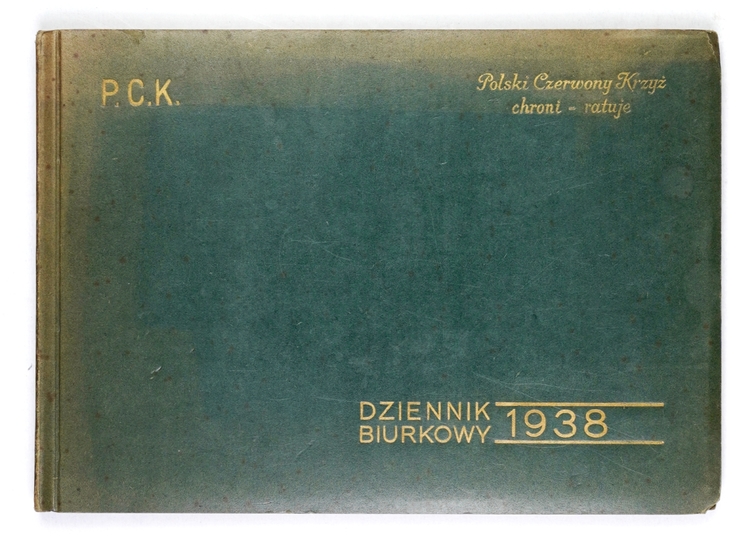 P.C.K.
Polski Czerwony Krzyż
chroni - ratuje
DZIENNIK
BIURKOWY 1938